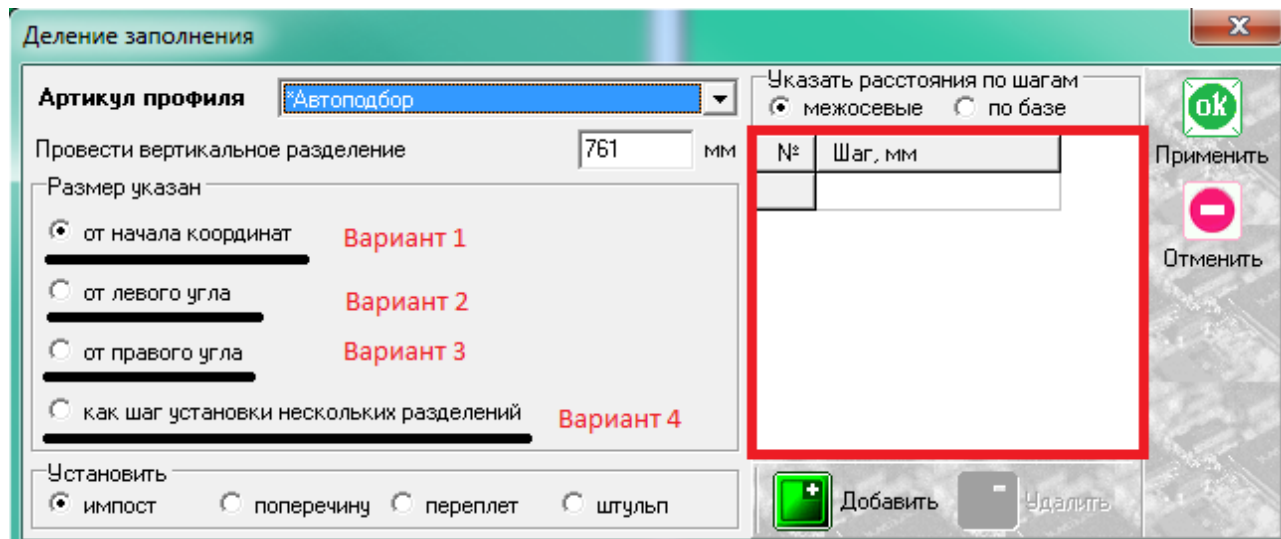 Деление заполнения
Артикул профиля *Автоподбор
Провести вертикальное разделение 761 мм
Размер указан
от начала координат Вариант 1
от левого угла Вариант 2
от правого угла Вариант 3
как шаг установки нескольких разделений Вариант 4
Установить
импост поперечину переплет штульп
Указать расстояния по шагам
межосевые по базе
№ Шаг, мм
Добавить Удалить
ok
Применить
Отменить